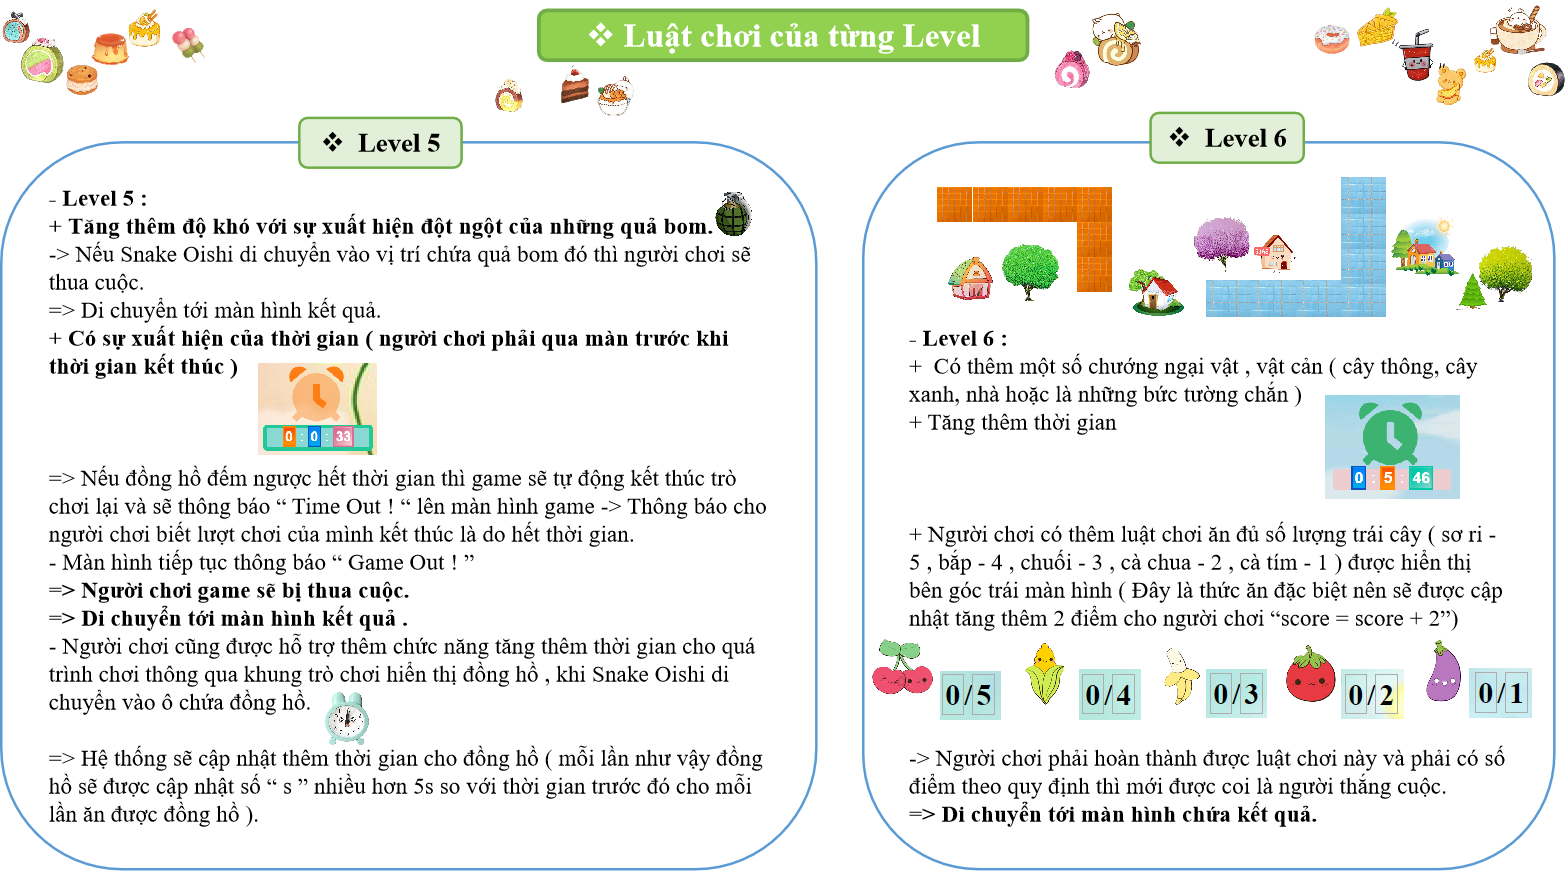 ❖ Luật chơi của từng Level
❖ Level 5
- Level 5 :
+ Tăng thêm độ khó với sự xuất hiện đột ngột của những quả bom.
-> Nếu Snake Oishi di chuyển vào vị trí chứa quả bom đó thì người chơi sẽ
thua cuộc.
=> Di chuyển tới màn hình kết quả.
+ Có sự xuất hiện của thời gian ( người chơi phải qua màn trước khi
thời gian kết thúc )
0 : 0 : 33
=> Nếu đồng hồ đếm ngược hết thời gian thì game sẽ tự động kết thúc trò
chơi lại và sẽ thông báo “ Time Out ! “ lên màn hình game -> Thông báo cho
người chơi biết lượt chơi của mình kết thúc là do hết thời gian.
- Màn hình tiếp tục thông báo “ Game Out ! ”
=> Người chơi game sẽ bị thua cuộc.
=> Di chuyển tới màn hình kết quả .
- Người chơi cũng được hỗ trợ thêm chức năng tăng thêm thời gian cho quá
trình chơi thông qua khung trò chơi hiển thị đồng hồ , khi Snake Oishi di
chuyển vào ô chứa đồng hồ.
=> Hệ thống sẽ cập nhật thêm thời gian cho đồng hồ ( mỗi lần như vậy đồng
hồ sẽ được cập nhật số “ s ” nhiều hơn 5s so với thời gian trước đó cho mỗi
lần ăn được đồng hồ ).
❖ Level 6
- Level 6 :
+ Có thêm một số chướng ngại vật , vật cản ( cây thông, cây
xanh, nhà hoặc là những bức tường chắn )
+ Tăng thêm thời gian
0 : 5 : 46
+ Người chơi có thêm luật chơi ăn đủ số lượng trái cây ( sơ ri -
5 , bắp - 4 , chuối - 3 , cà chua - 2 , cà tím - 1 ) được hiển thị
bên góc trái màn hình ( Đây là thức ăn đặc biệt nên sẽ được cập
nhật tăng thêm 2 điểm cho người chơi “score = score + 2”)
0/5 0/4 0/3 0/2 0/1
-> Người chơi phải hoàn thành được luật chơi này và phải có số
điểm theo quy định thì mới được coi là người thắng cuộc.
=> Di chuyển tới màn hình chứa kết quả.